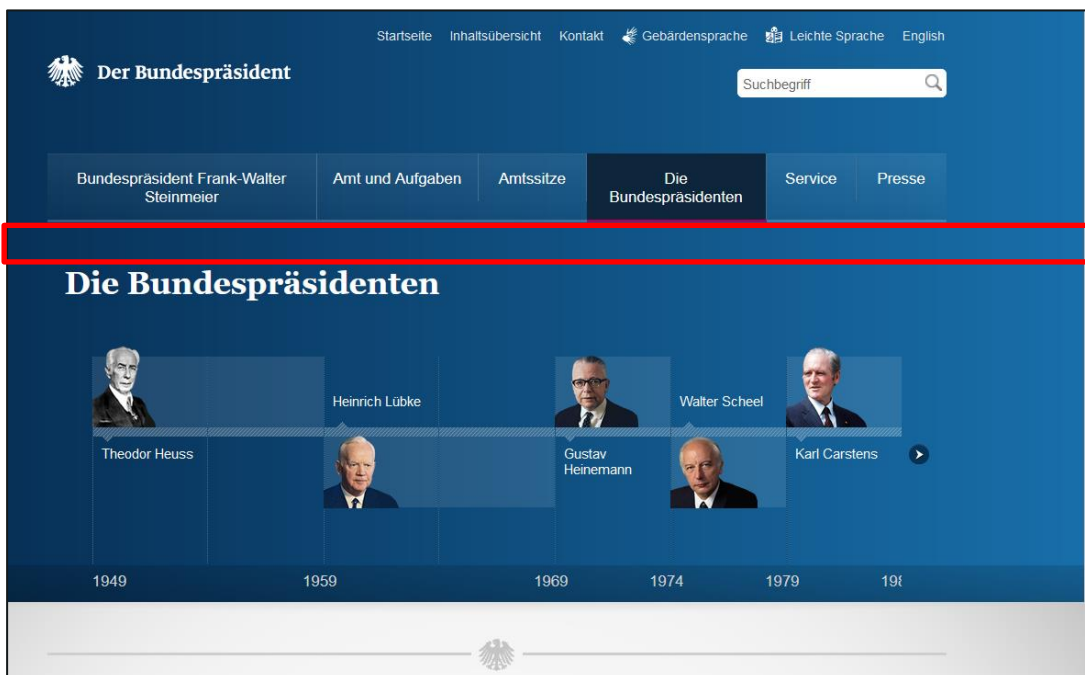 Startseite Inhaltsübersicht Kontakt Gebärdensprache Leichte Sprache English
Der Bundespräsident
Suchbegriff
Bundespräsident Frank-Walter
Steinmeier
Amt und Aufgaben
Amtssitze
Die
Bundespräsidenten
Service
Presse
Die Bundespräsidenten
Heinrich Lübke
Walter Scheel
Theodor Heuss
Gustav
Heinemann
Karl Carstens
1949 1959 1969 1974 1979